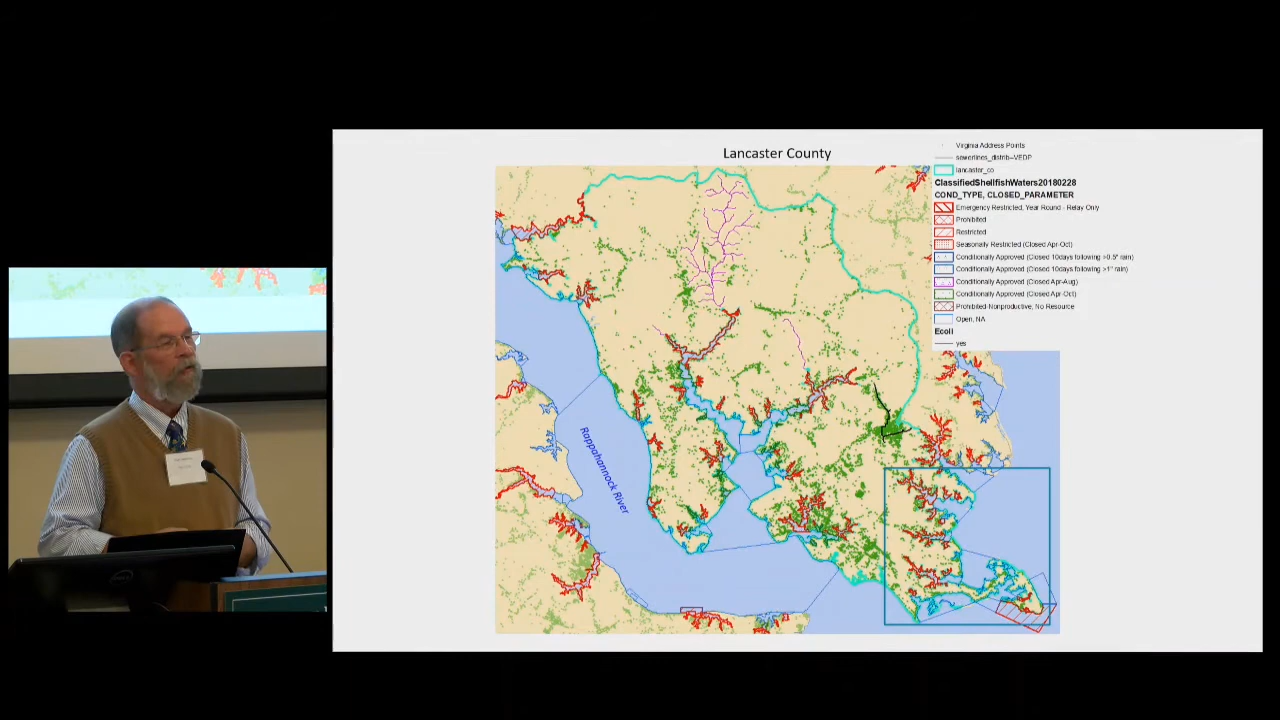 Lancaster County
Virginia Address Points
sewerlines_distrib--VEDP
lancaster_co
ClassifiedShellfishWaters20180228
COND_TYPE, CLOSED_PARAMETER
Emergency Restricted, Year Round - Relay Only
Prohibited
Restricted
Seasonally Restricted (Closed Apr-Oct)
Conditionally Approved (Closed 10days following >0.5" rain)
Conditionally Approved (Closed 10days following >1" rain)
Conditionally Approved (Closed Apr-Aug)
Conditionally Approved (Closed Apr-Oct)
Prohibited-Nonproductive, No Resource
Open, NA
Ecoli
yes
Rappahannock River
DELL